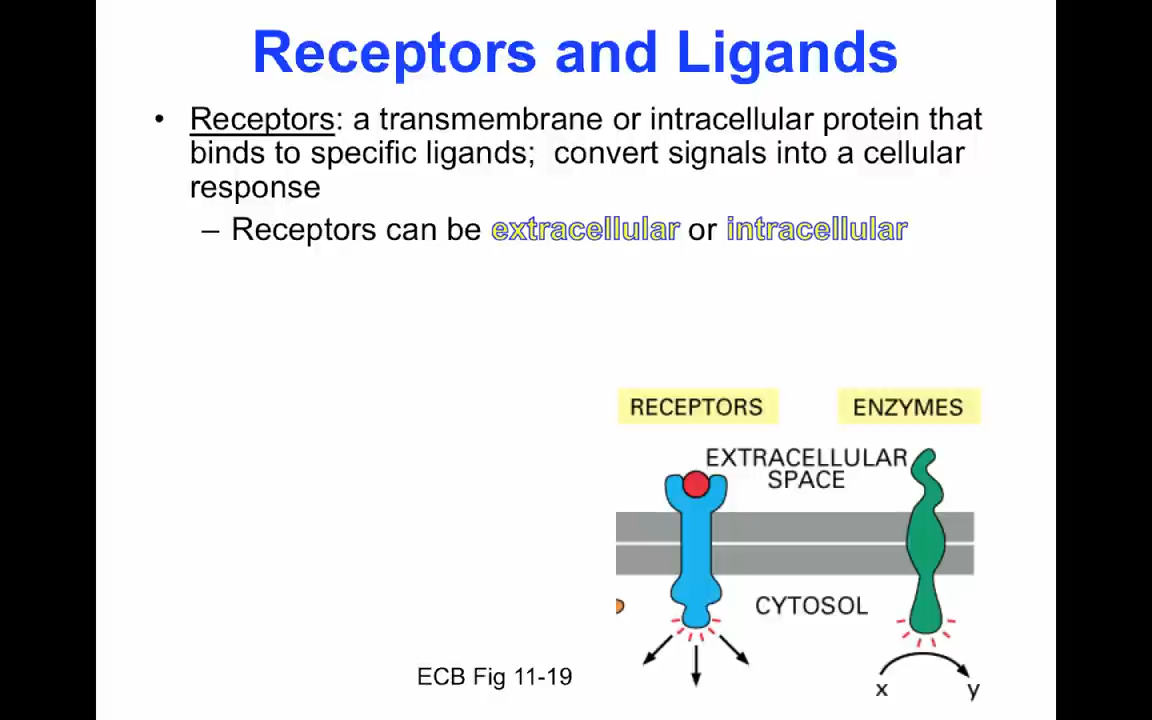 Receptors and Ligands
• Receptors: a transmembrane or intracellular protein that
binds to specific ligands;  convert signals into a cellular
response
– Receptors can be extracellular or intracellular
RECEPTORS
ENZYMES
EXTRACELLULAR
SPACE
CYTOSOL
ECB Fig 11-19
x
y